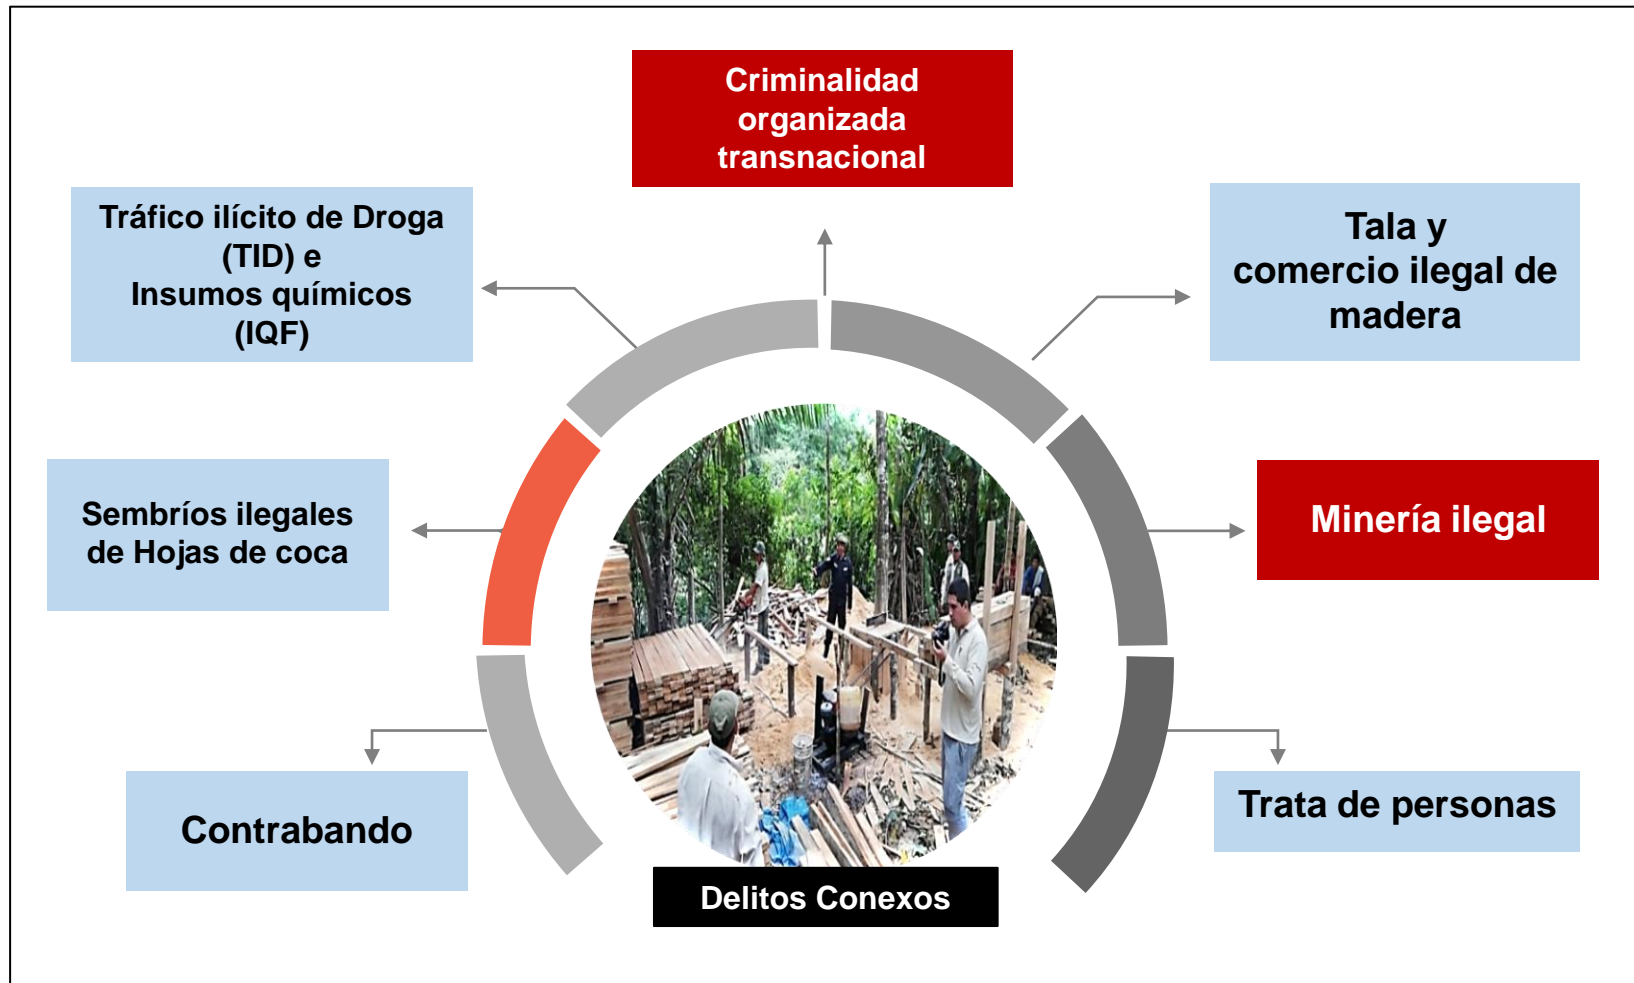 Criminalidad
organizada
transnacional
Tráfico ilícito de Droga
(TID) e
Insumos químicos
(IQF)
Tala y
comercio ilegal de
madera
Sembríos ilegales
de Hojas de coca
Minería ilegal
Contrabando
Trata de personas
Delitos Conexos